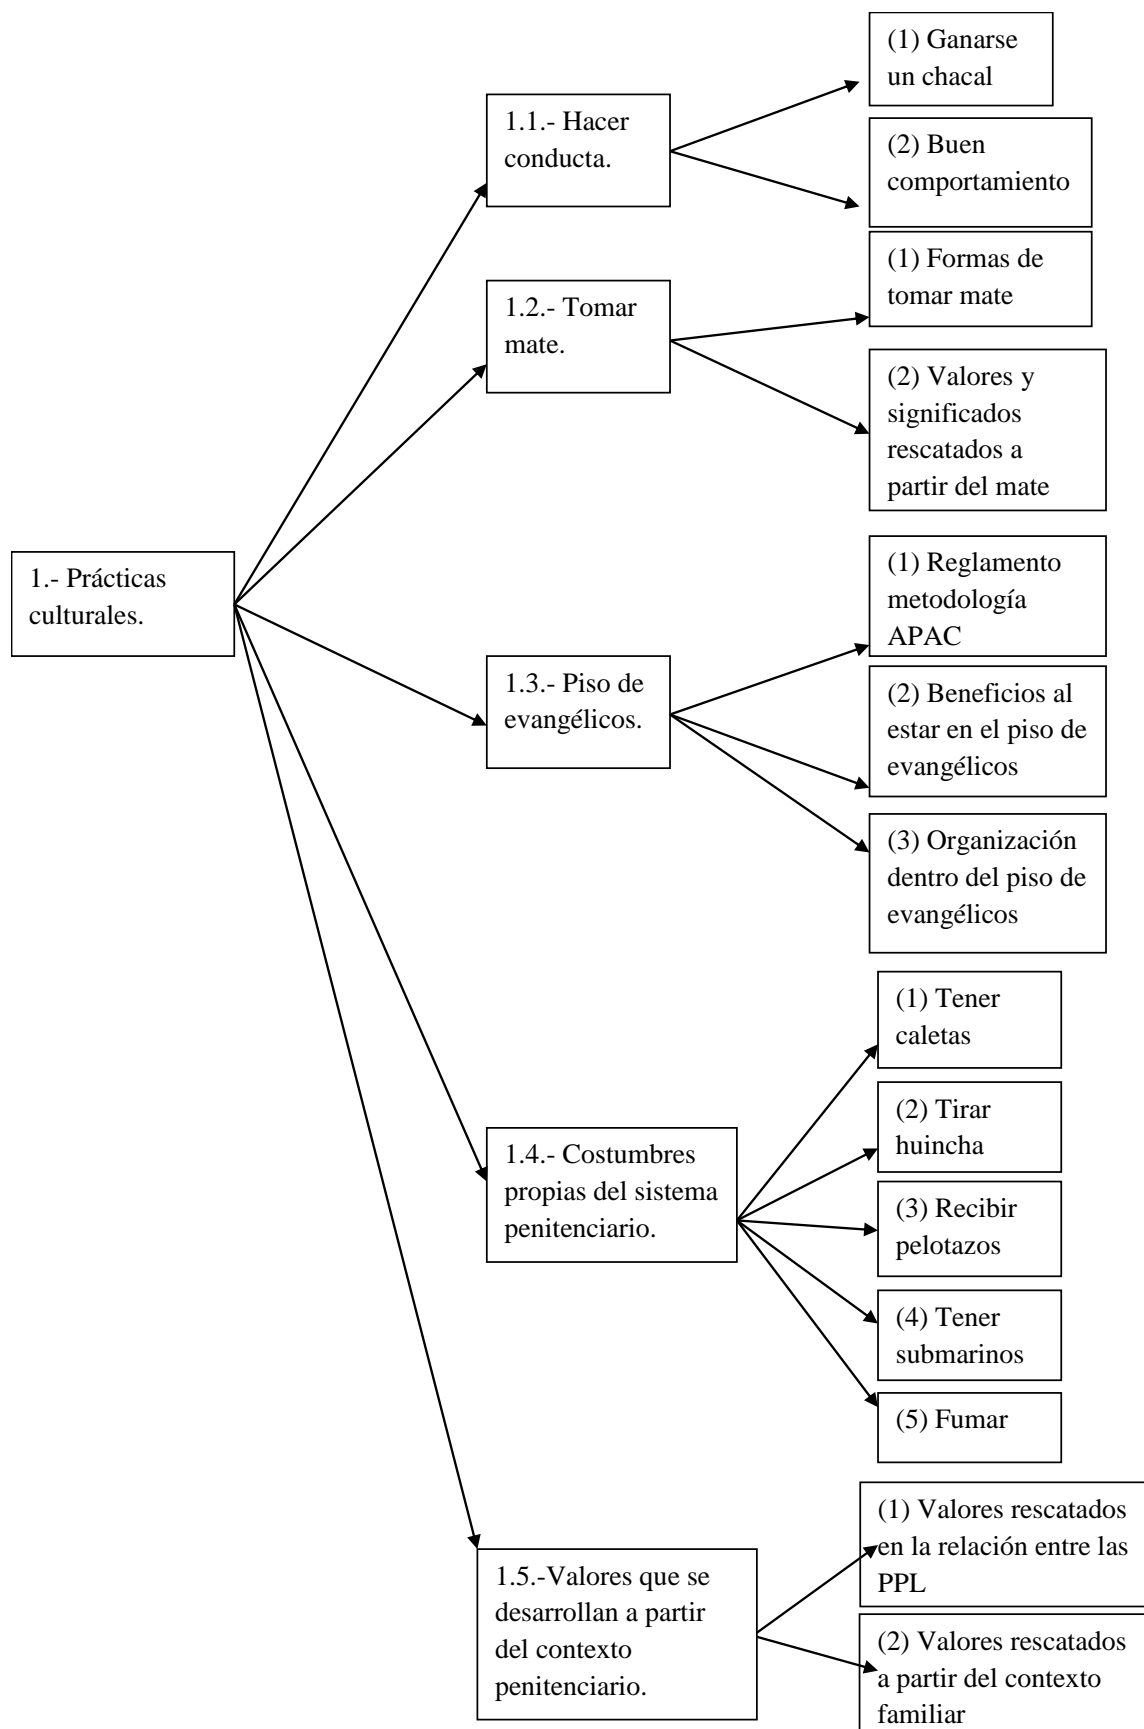 1.- Prácticas
culturales.
1.1.- Hacer
conducta.
(1) Ganarse
un chacal
(2) Buen
comportamiento
1.2.- Tomar
mate.
(1) Formas de
tomar mate
(2) Valores y
significados
rescatados a
partir del mate
1.3.- Piso de
evangélicos.
(1) Reglamento
metodología
APAC
(2) Beneficios al
estar en el piso de
evangélicos
(3) Organización
dentro del piso de
evangélicos
1.4.- Costumbres
propias del sistema
penitenciario.
(1) Tener
caletas
(2) Tirar
huincha
(3) Recibir
pelotazos
(4) Tener
submarinos
(5) Fumar
1.5.-Valores que se
desarrollan a partir
del contexto
penitenciario.
(1) Valores rescatados
en la relación entre las
PPL
(2) Valores rescatados
a partir del contexto
familiar